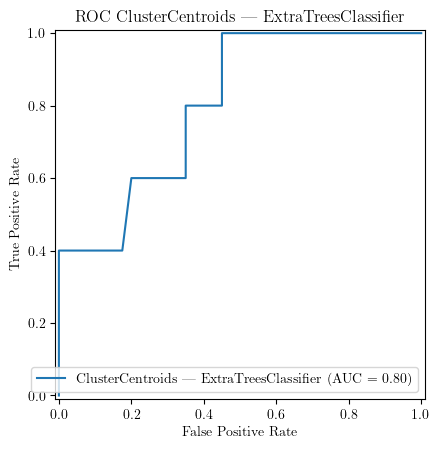 ROC ClusterCentroids — ExtraTreesClassifier
1.0
0.8
0.6
0.4
0.2
0.0
True Positive Rate
ClusterCentroids — ExtraTreesClassifier (AUC = 0.80)
0.0 0.2 0.4 0.6 0.8 1.0
False Positive Rate